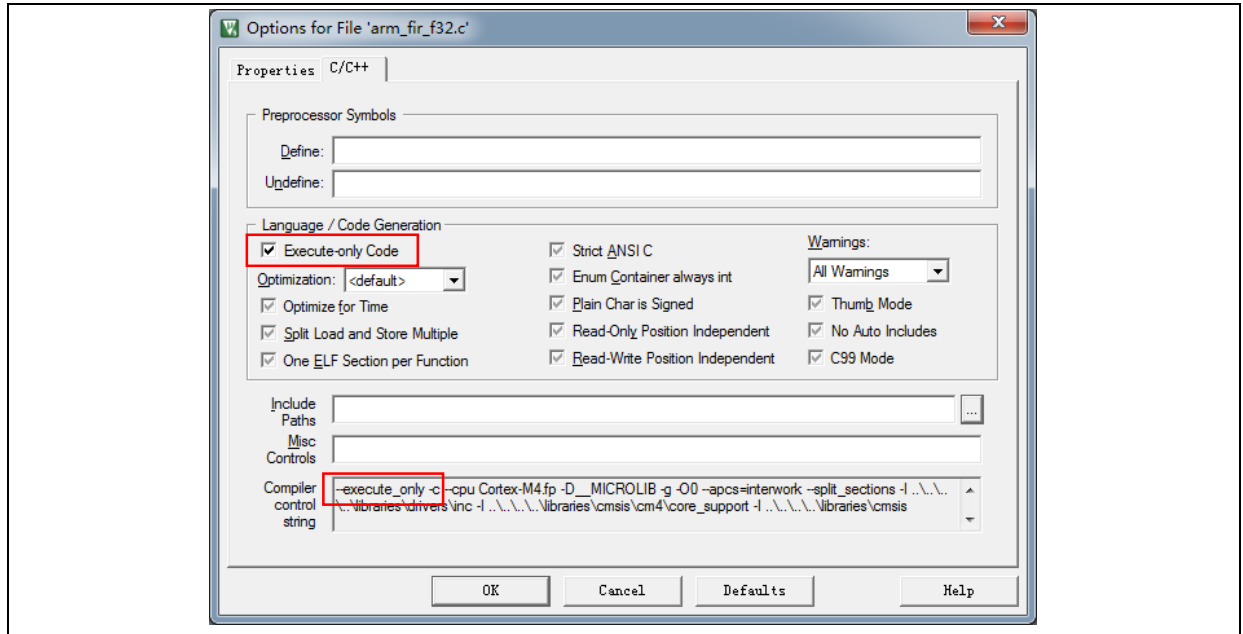 Options for File 'arm_fir_f32.c'
Properties C/C++
Preprocessor Symbols
Define:
Undefine:
Language / Code Generation
Execute-only Code
Optimization: <default>
Optimize for Time
Split Load and Store Multiple
One ELF Section per Function
Strict ANSI C
Enum Container always int
Plain Char is Signed
Read-Only Position Independent
Read-Write Position Independent
Warnings:
All Warnings
Thumb Mode
No Auto Includes
C99 Mode
Include
Paths
...
Misc
Controls
Compiler
control
string
--execute_only -c --cpu Cortex-M4.fp -D__MICROLIB -g -O0 --apcs=interwork --split_sections -I ..\..\..
\..\libraries\drivers\inc -I ..\..\..\..\libraries\cmsis\cm4\core_support -I ..\..\..\..\libraries\cmsis
OK Cancel Defaults Help